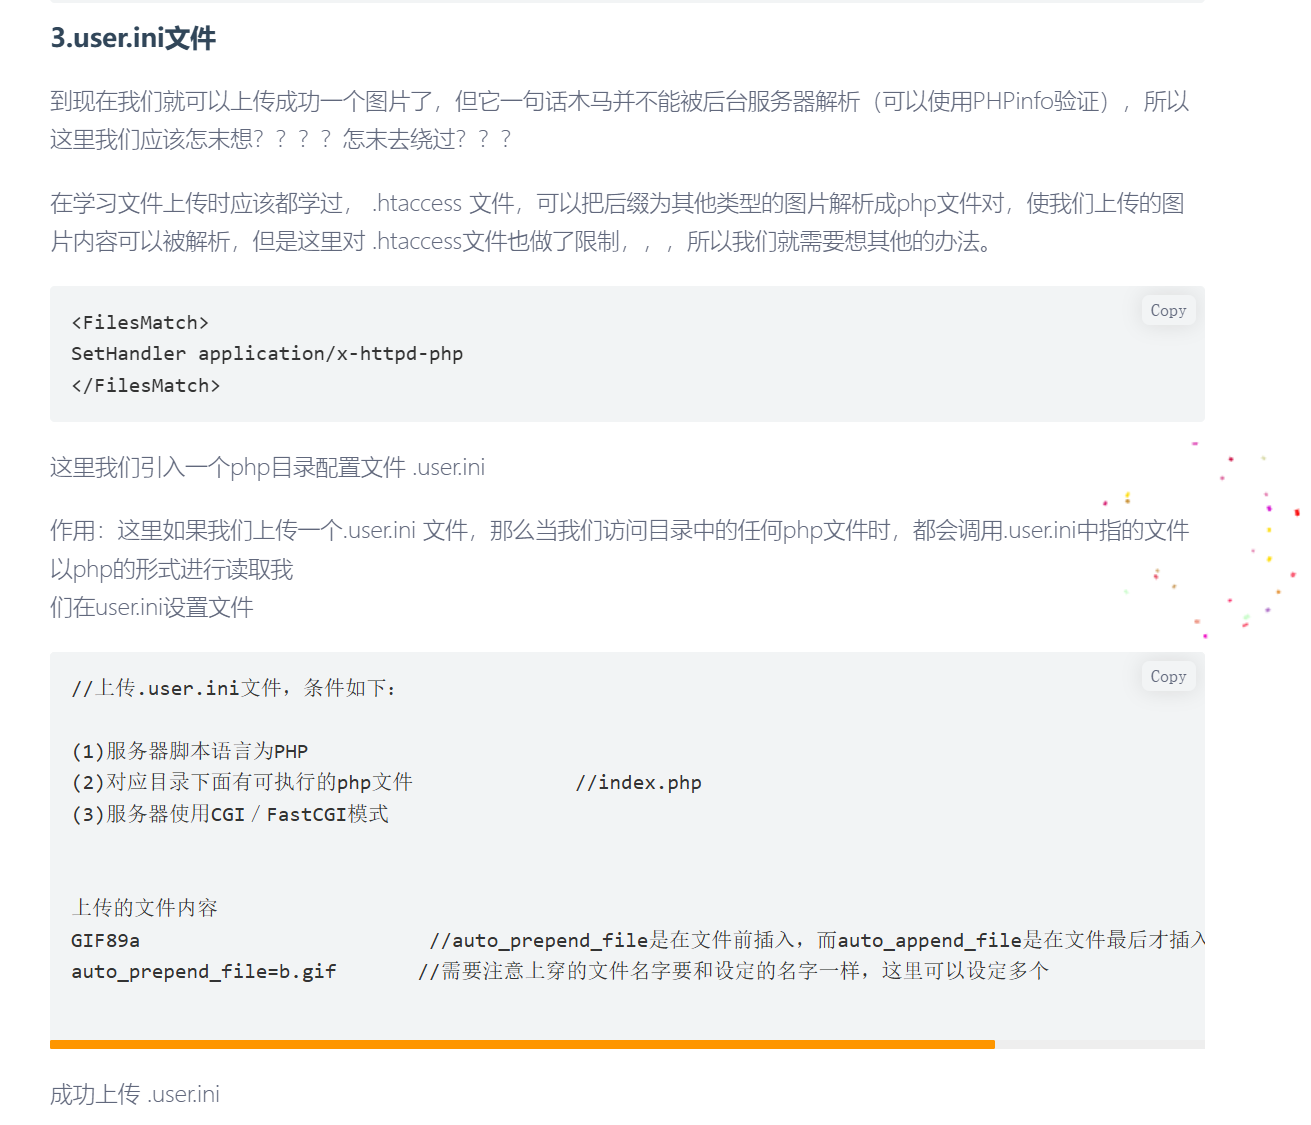 3.user.ini文件
到现在我们就可以上传成功一个图片了，但它一句话木马并不能被后台服务器解析（可以使用PHPinfo验证），所以
这里我们应该怎末想？？？？怎末去绕过？？？
在学习文件上传时应该都学过， .htaccess 文件，可以把后缀为其他类型的图片解析成php文件对，使我们上传的图
片内容可以被解析，但是这里对 .htaccess文件也做了限制，，，所以我们就需要想其他的办法。
Copy
<FilesMatch>
SetHandler application/x-httpd-php
</FilesMatch>
这里我们引入一个php目录配置文件 .user.ini
作用：这里如果我们上传一个.user.ini 文件，那么当我们访问目录中的任何php文件时，都会调用.user.ini中指的文件
以php的形式进行读取我
们在user.ini设置文件
Copy
//上传.user.ini文件，条件如下：
(1)服务器脚本语言为PHP
(2)对应目录下面有可执行的php文件 //index.php
(3)服务器使用CGI／FastCGI模式
上传的文件内容
GIF89a //auto_prepend_file是在文件前插入，而auto_append_file是在文件最后才插入
auto_prepend_file=b.gif //需要注意上穿的文件名字要和设定的名字一样，这里可以设定多个
成功上传 .user.ini